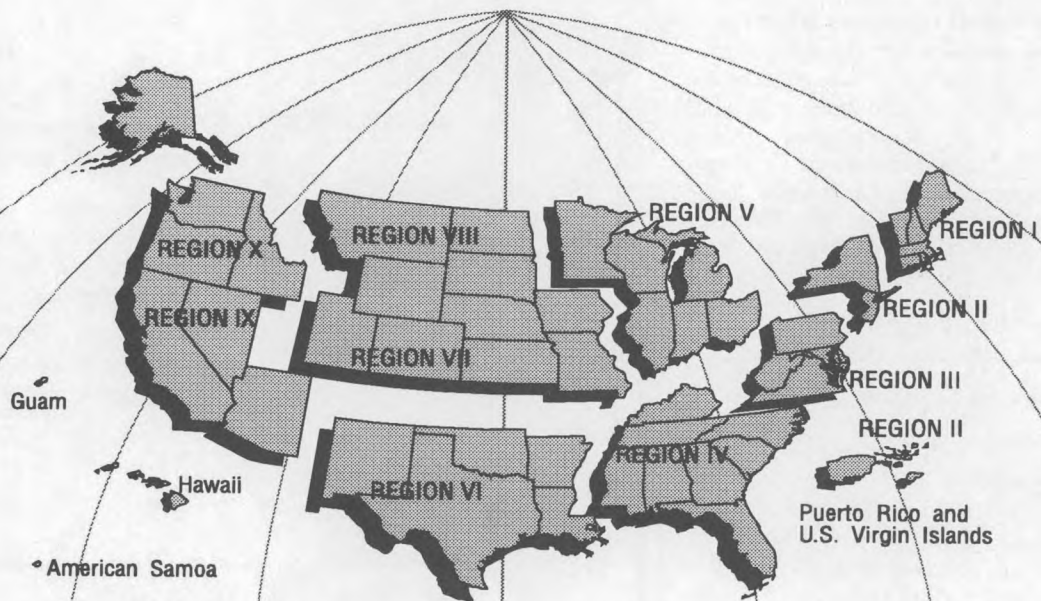 REGION V
REGION I
REGION VIII
REGION X
REGION IX
REGION II
REGION VII
REGION III
Guam
REGION II
REGION IV
Hawaii
REGION VI
Puerto Rico and
U.S. Virgin Islands
American Samoa